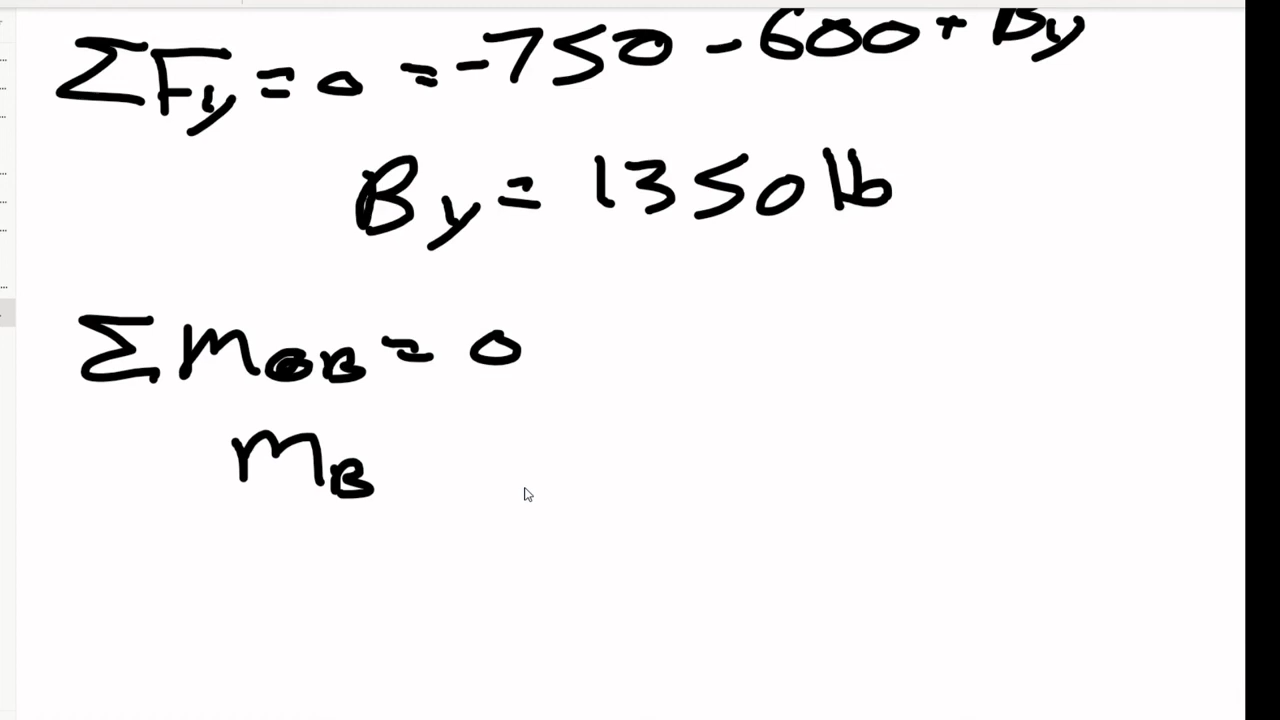 ΣFy = 0 = -750 - 600 + By
By = 1350 lb
ΣM@B = 0
MB